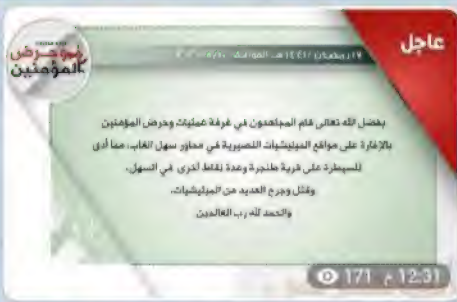 عاجل
وحرض
المؤمنين
١٧ رمضان ١٤٤١ هـ الموافق
بفضل الله تعالى قام المجاهدون في غرفة عمليات وحرض المؤمنين
بالإغارة على مواقع الميليشيات النصيرية في محاور سهل الغاب، مما أدى
للسيطرة على قرية طنجرة وعدة نقاط أخرى في السهل،
وقتل وجرح العديد من الميليشيات،
والحمد لله رب العالمين
171 م 12:31